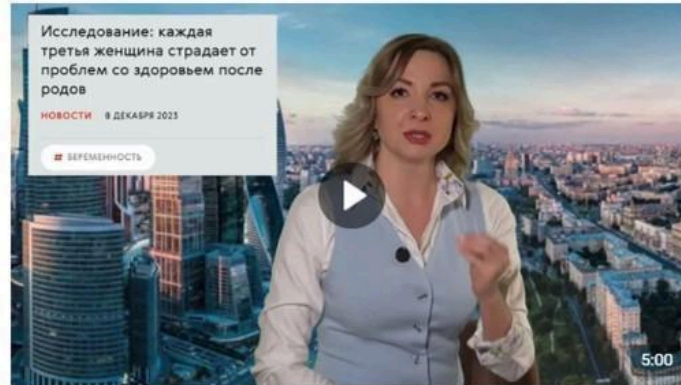 Исследование: каждая
третья женщина страдает от
проблем со здоровьем после
родов
НОВОСТИ 8 ДЕКАБРЯ 2023
# БЕРЕМЕННОСТЬ
5:00